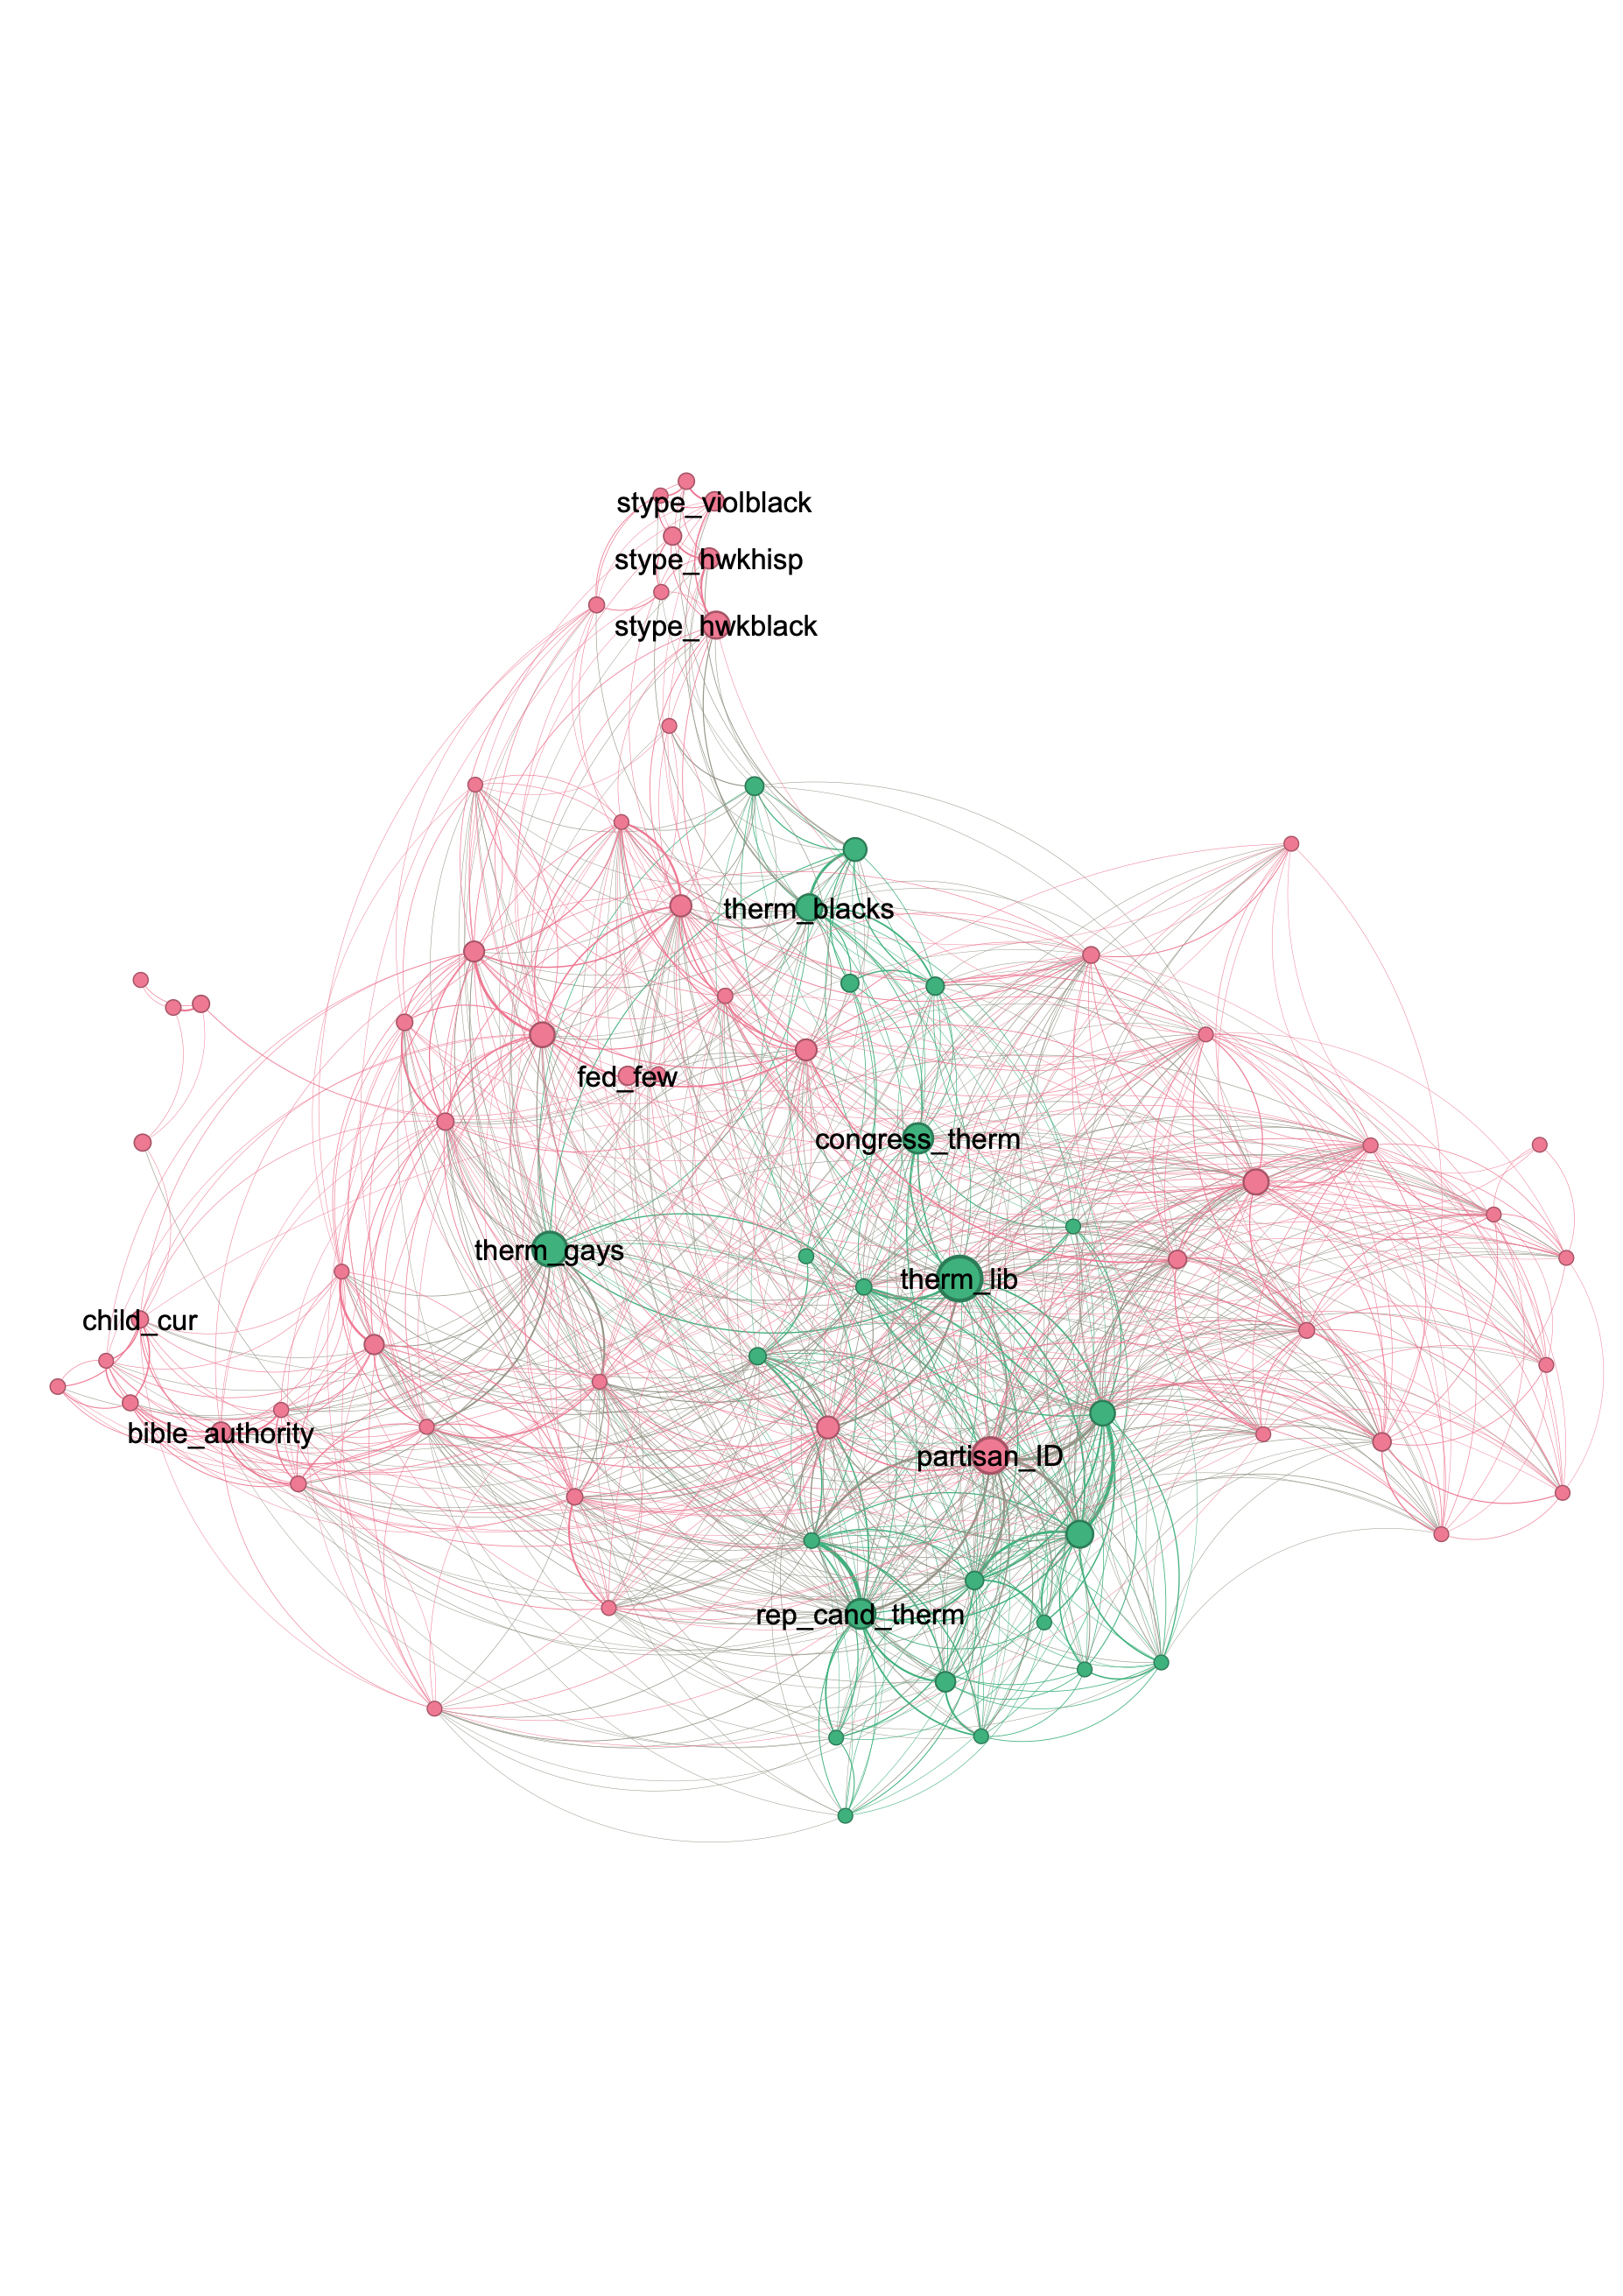 stype_violblack
stype_hwkhisp
stype_hwkblack
therm_blacks
fed_few
congress_therm
therm_gays
therm_lib
child_cur
bible_authority
partisan_ID
rep_cand_therm